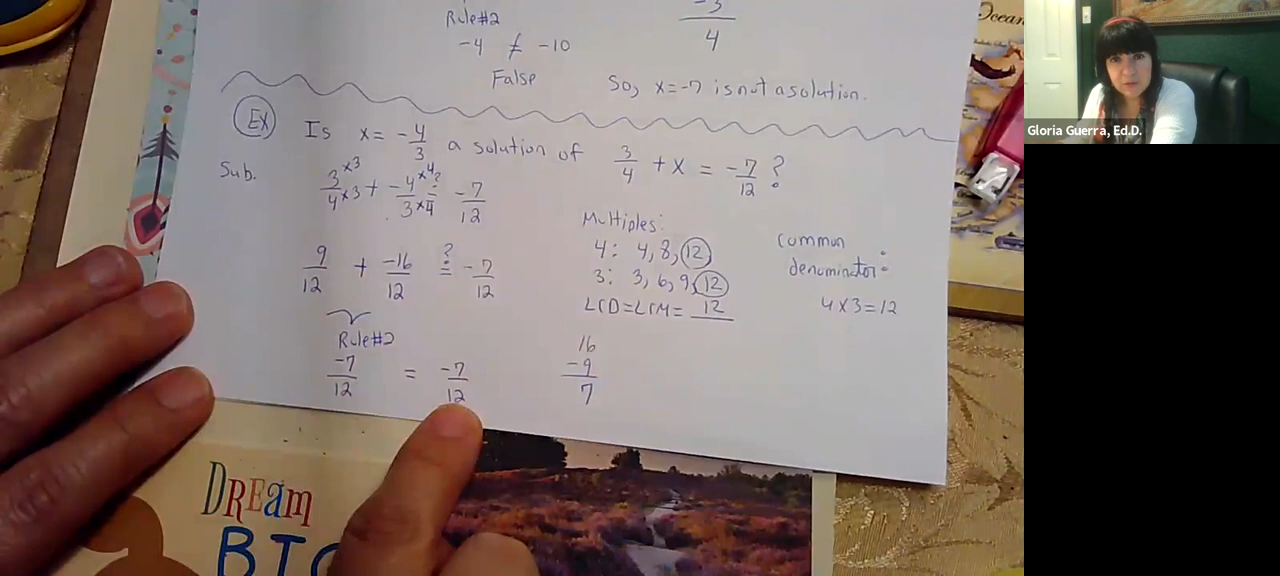 Rule#2
-4 ≠ -10
False
-3
4
So, x=-7 is not a solution.
Ex
Is x = -4/3 a solution of 3/4 + x = -7/12 ?
Sub.
3×3/4×3 + -4×4/3×4 ≟ -7/12
9/12 + -16/12 ≟ -7/12
Rule#2
-7/12 = -7/12
Multiples:
4: 4, 8, 12
3: 3, 6, 9, 12
LCD=LCM= 12
16
-9
7
common
denominator:
4×3=12
Ocean
DREAM
BIG
Gloria Guerra, Ed.D.